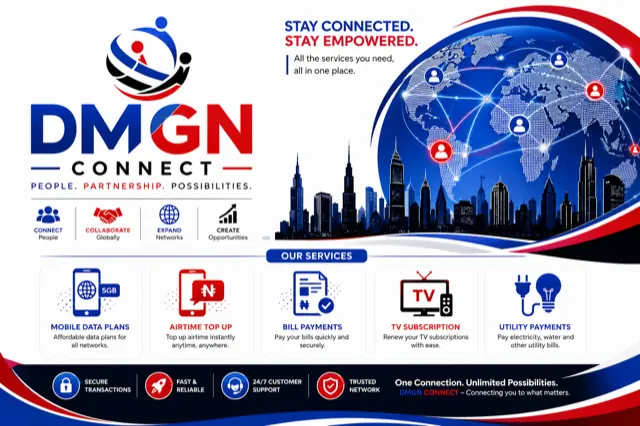 STAY CONNECTED.
STAY EMPOWERED.
All the services you need,
all in one place.
DMGN
CONNECT
PEOPLE. PARTNERSHIP. POSSIBILITIES.
CONNECT
People
COLLABORATE
Globally
EXPAND
Networks
CREATE
Opportunities
OUR SERVICES
5GB
₦
TV
MOBILE DATA PLANS
Affordable data plans for
all networks.
AIRTIME TOP UP
Top up airtime instantly
anytime, anywhere.
BILL PAYMENTS
Pay your bills quickly and
securely.
TV SUBSCRIPTION
Renew your TV subscriptions
with ease.
UTILITY PAYMENTS
Pay electricity, water and
other utility bills.
SECURE
TRANSACTIONS
FAST &
RELIABLE
24/7 CUSTOMER
SUPPORT
TRUSTED
NETWORK
One Connection. Unlimited Possibilities.
DMGN CONNECT – Connecting you to what matters.